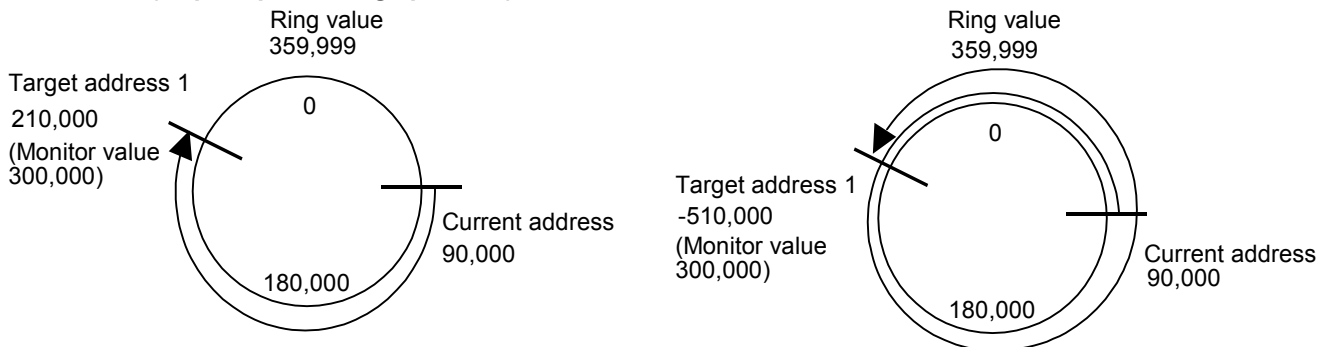 Ring value
359,999
Target address 1
210,000
(Monitor value
300,000)
0
Current address
90,000
180,000
Ring value
359,999
0
Target address 1
-510,000
(Monitor value
300,000)
Current address
90,000
180,000